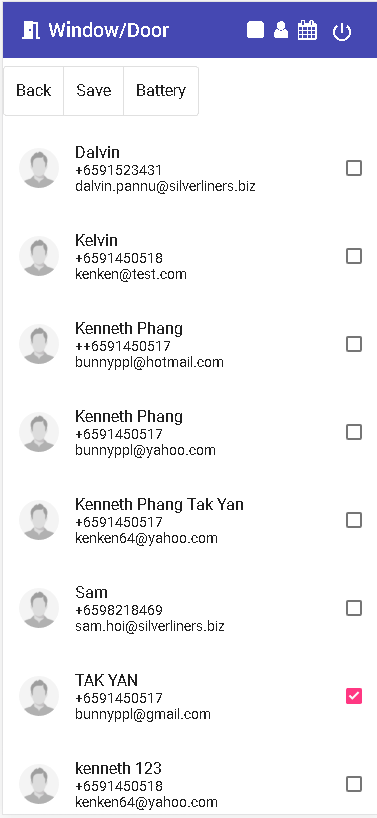 Window/Door
Back Save Battery
Dalvin
+6591523431
dalvin.pannu@silverliners.biz
Kelvin
+6591450518
kenken@test.com
Kenneth Phang
++6591450517
bunnyppl@hotmail.com
Kenneth Phang
+6591450517
bunnyppl@yahoo.com
Kenneth Phang Tak Yan
+6591450517
kenken64@yahoo.com
Sam
+6598218469
sam.hoi@silverliners.biz
TAK YAN
+6591450517
bunnyppl@gmail.com
kenneth 123
+6591450518
kenken64@yahoo.com